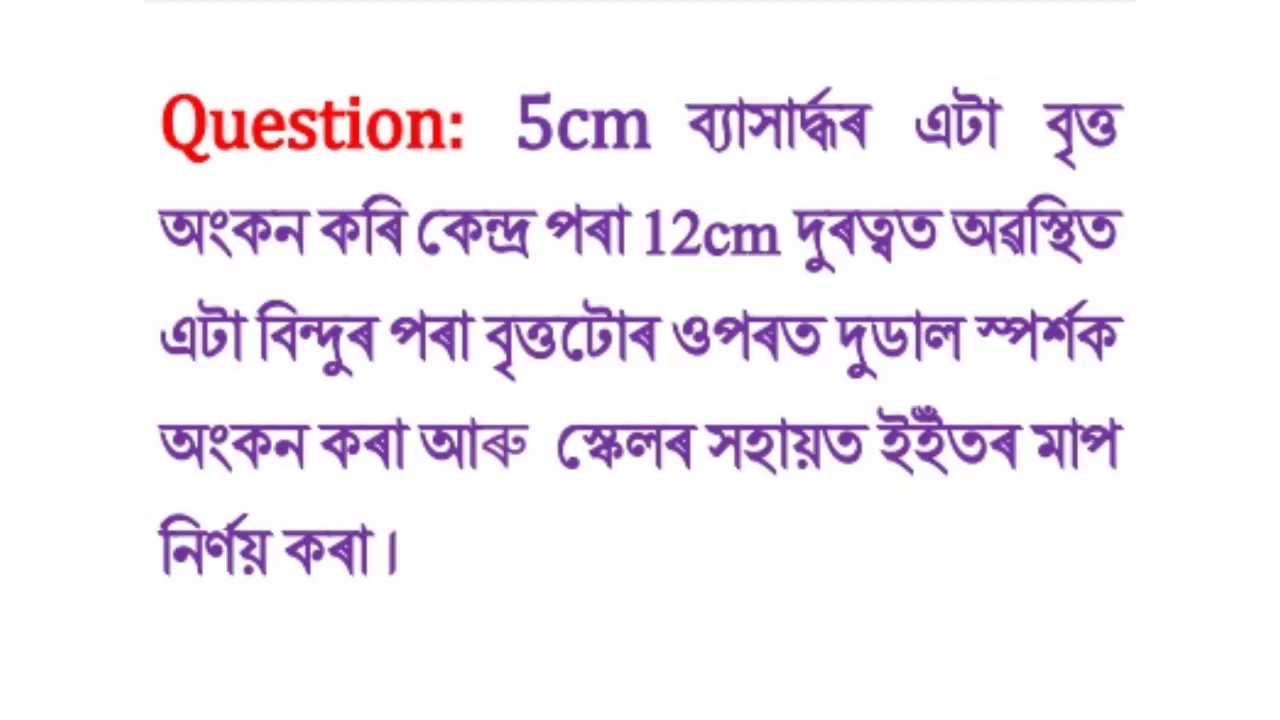 Question: 5cm ব্যাসাৰ্দ্ধৰ এটা বৃত্ত
অংকন কৰি কেন্দ্ৰ পৰা 12cm দুৰত্বত অৱস্থিত
এটা বিন্দুৰ পৰা বৃত্তটোৰ ওপৰত দুডাল স্পৰ্শক
অংকন কৰা আৰু স্কেলৰ সহায়ত ইহঁতৰ মাপ
নিৰ্ণয় কৰা।